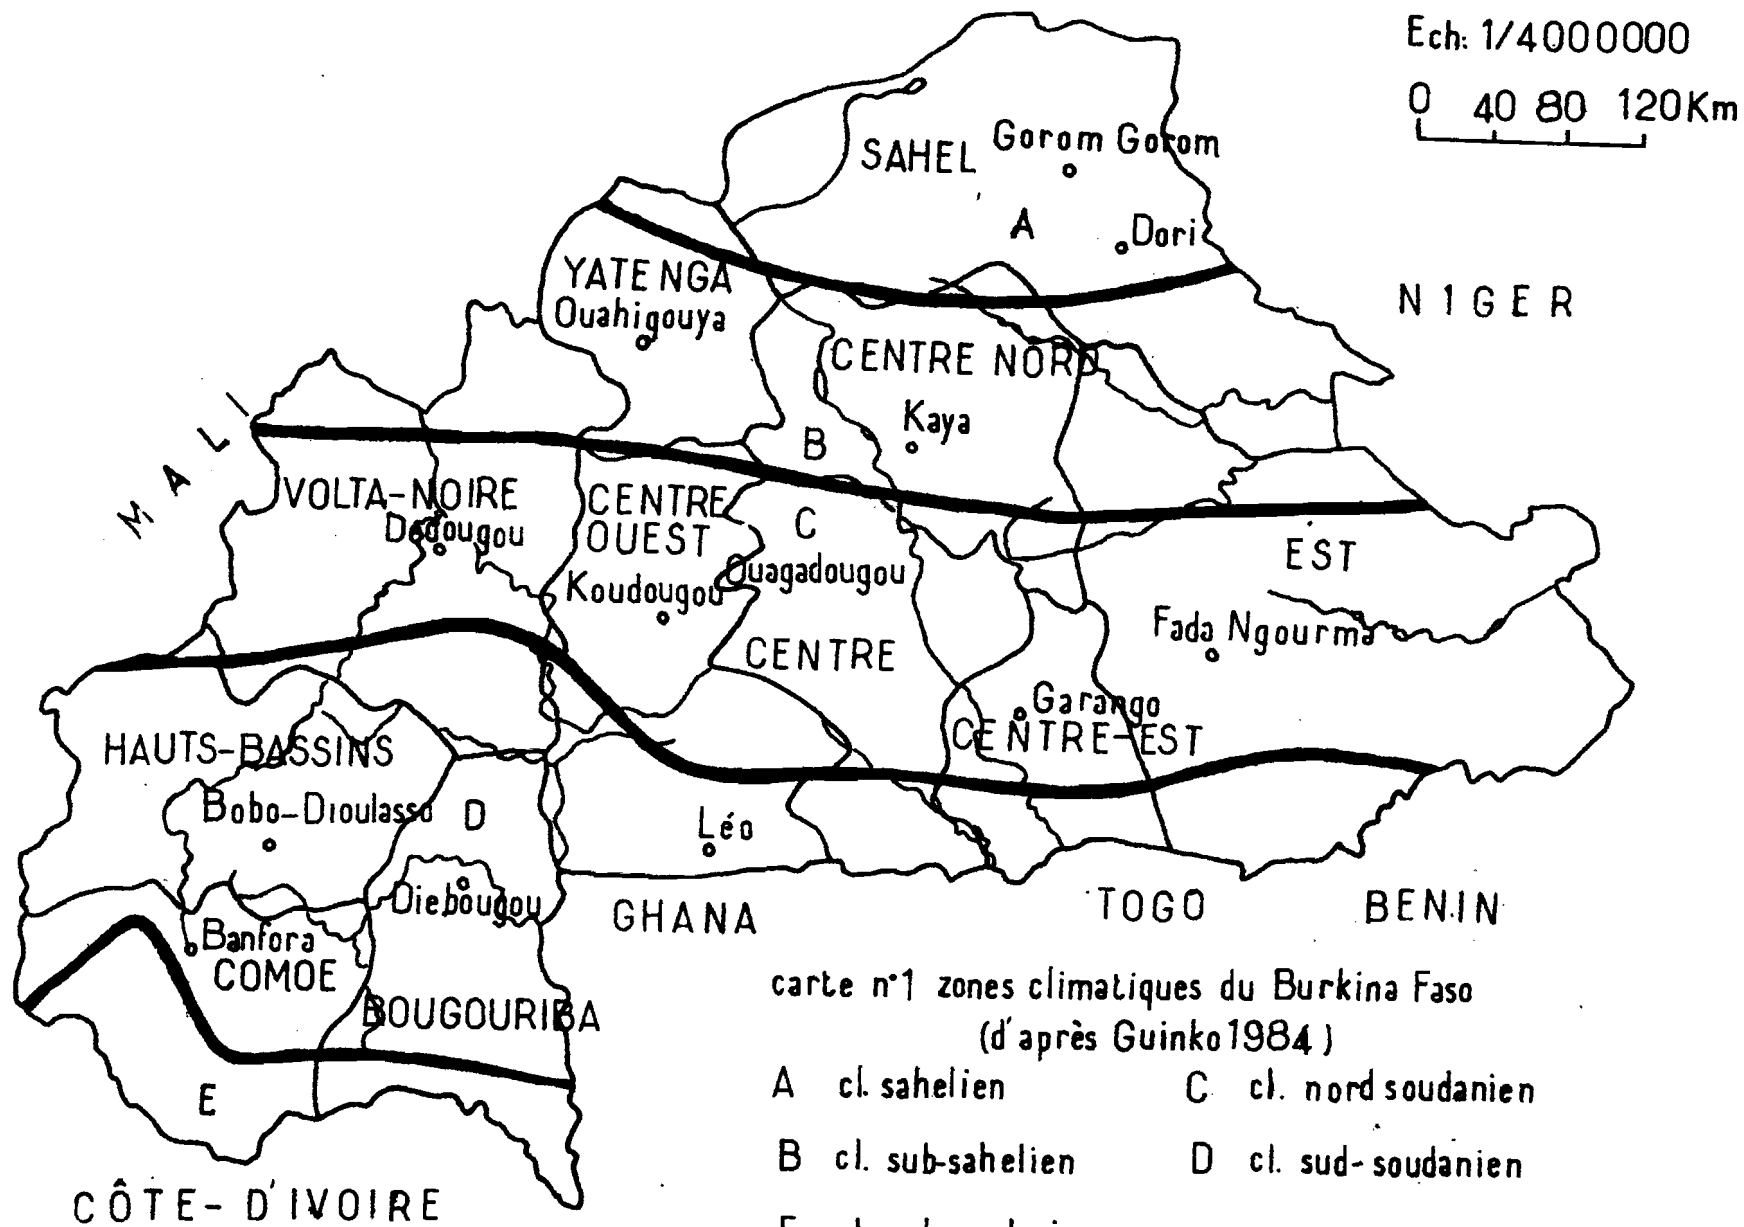 Ech: 1/4000000
0 40 80 120Km
SAHEL
Gorom Gorom
A
Dori
YATENGA
Ouahigouya
NIGER
CENTRE NORD
Kaya
B
MALI
VOLTA-NOIRE
Dedougou
CENTRE
OUEST
Koudougou
C
Ouagadougou
CENTRE
EST
Fada Ngourma
Garango
CENTRE-EST
HAUTS-BASSINS
Bobo-Dioulasso
D
Léo
Diebougou
Banfora
COMOE
BOUGOURIBA
E
GHANA
TOGO
BENIN
CÔTE-D'IVOIRE
carte n°1 zones climatiques du Burkina Faso
(d'après Guinko 1984)
A cl. sahelien
C cl. nord soudanien
B cl. sub-sahelien
D cl. sud-soudanien